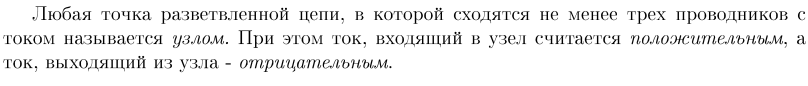 Любая точка разветвленной цепи, в которой сходятся не менее трех проводников с
током называется узлом. При этом ток, входящий в узел считается положительным, а
ток, выходящий из узла - отрицательным.